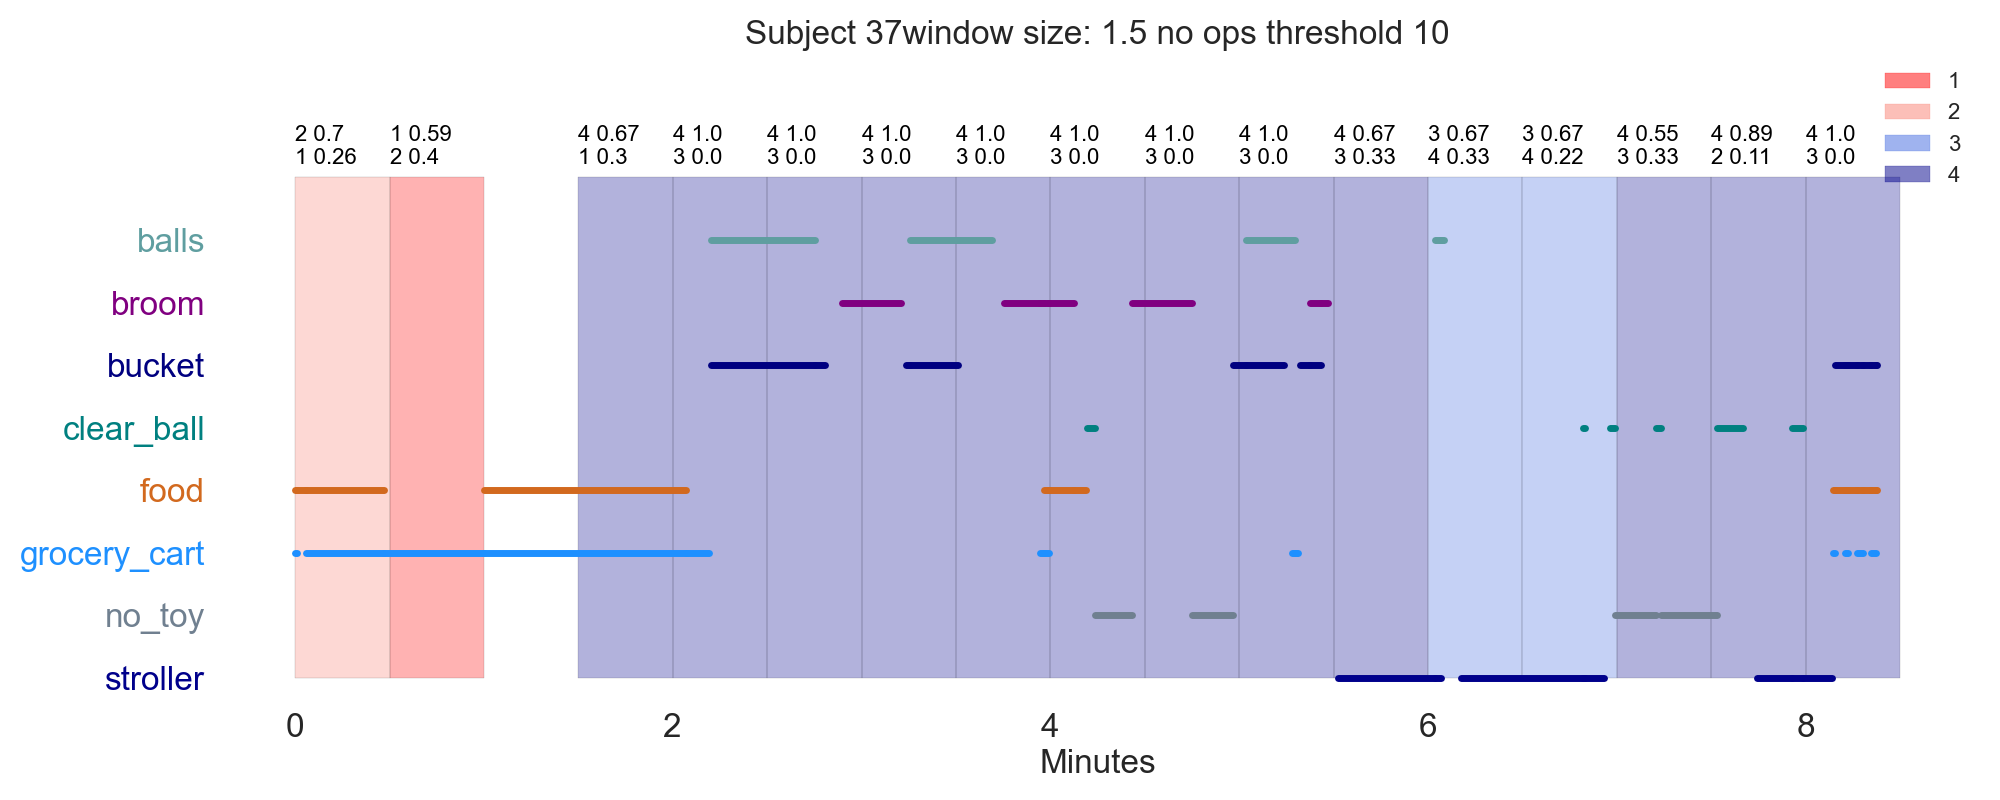 Subject 37window size: 1.5 no ops threshold 10
1
2
3
4
2 0.7 1 0.59 4 0.67 4 1.0 4 1.0 4 1.0 4 1.0 4 1.0 4 1.0 4 1.0 4 0.67 3 0.67 3 0.67 4 0.55 4 0.89 4 1.0
1 0.26 2 0.4 1 0.3 3 0.0 3 0.0 3 0.0 3 0.0 3 0.0 3 0.0 3 0.0 3 0.33 4 0.33 4 0.22 3 0.33 2 0.11 3 0.0
balls
broom
bucket
clear_ball
food
grocery_cart
no_toy
stroller
0 2 4 6 8
Minutes